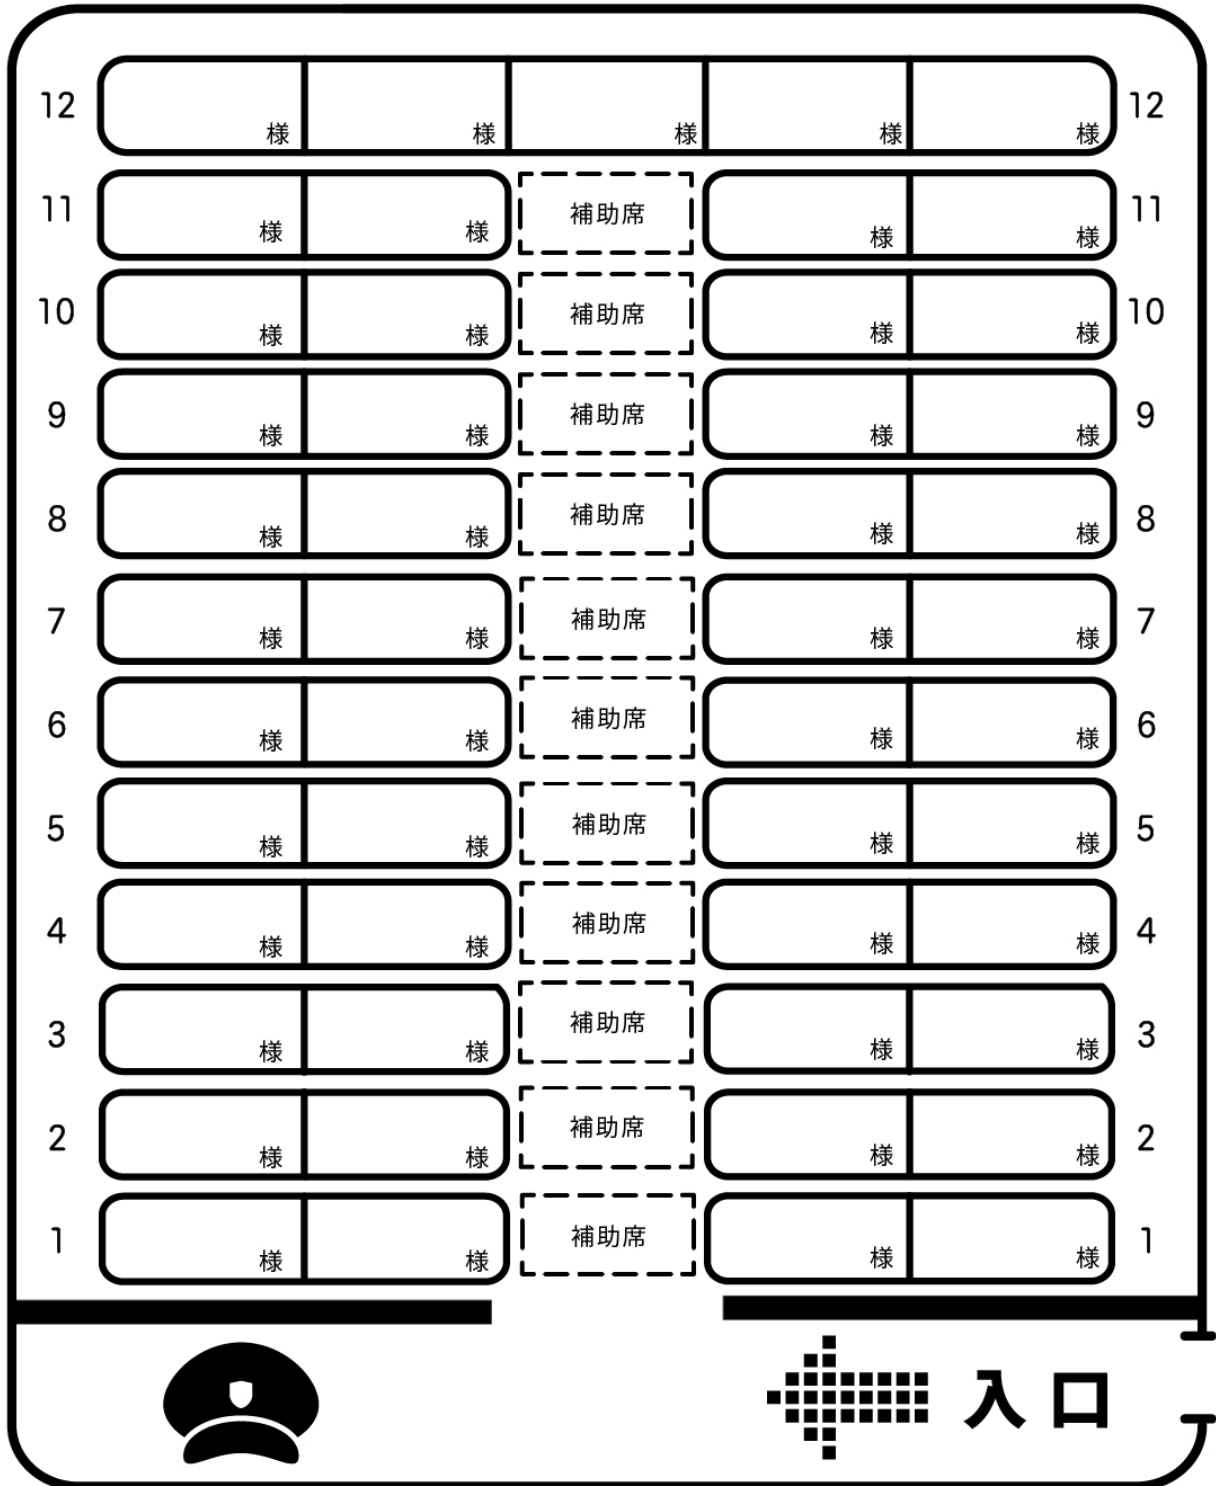 12 様 様 様 様 様 12
11 様 様 補助席 様 様 11
10 様 様 補助席 様 様 10
9 様 様 補助席 様 様 9
8 様 様 補助席 様 様 8
7 様 様 補助席 様 様 7
6 様 様 補助席 様 様 6
5 様 様 補助席 様 様 5
4 様 様 補助席 様 様 4
3 様 様 補助席 様 様 3
2 様 様 補助席 様 様 2
1 様 様 補助席 様 様 1
入口